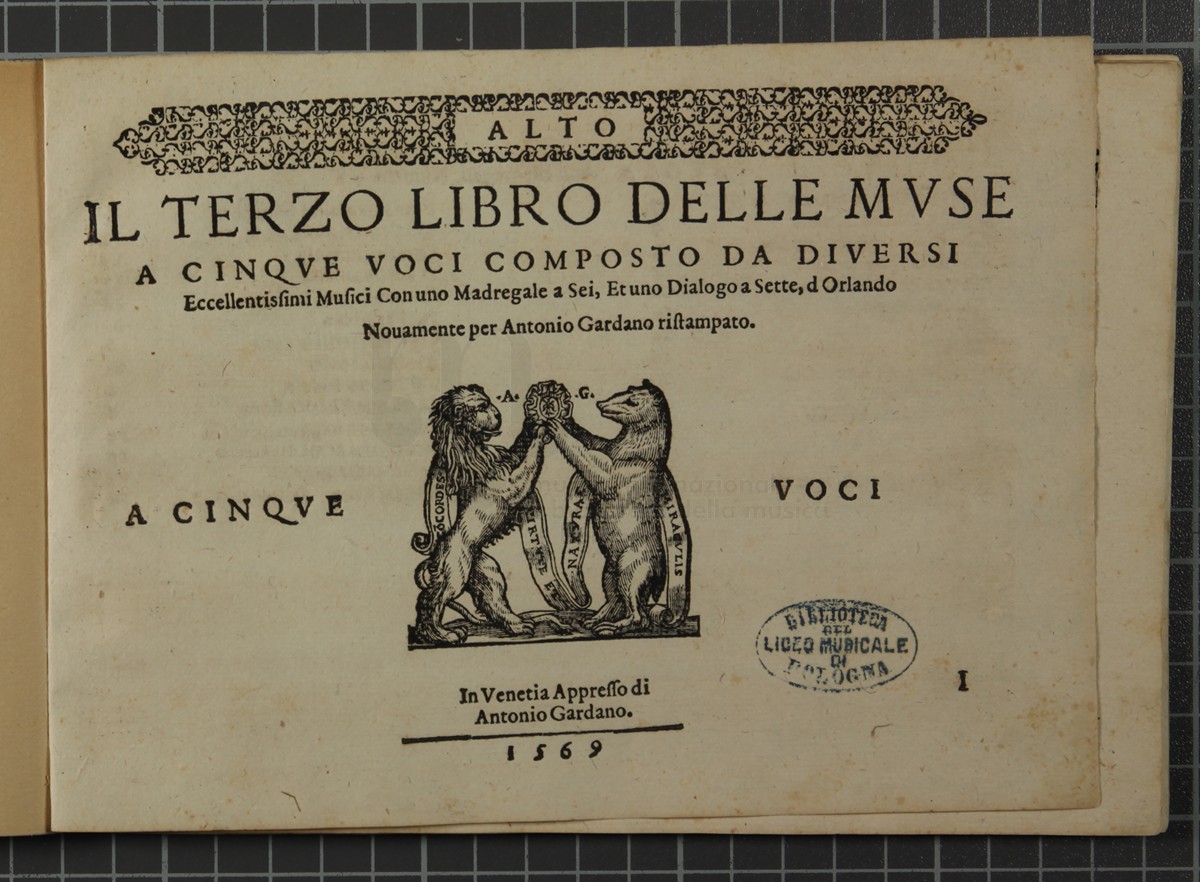 ALTO
IL TERZO LIBRO DELLE MVSE
A CINQVE VOCI COMPOSTO DA DIVERSI
Eccellentissimi Musici Con uno Madregale a Sei, Et uno Dialogo a Sette, d Orlando
Nouamente per Antonio Gardano ristampato.
·A· ·G·
NATVRAE
MIRACVLIS
A CINQVE VOCI
BIBLIOTECA
DEL
LICEO MUSICALE
DI
BOLOGNA
I
In Venetia Appresso di
Antonio Gardano.
1569